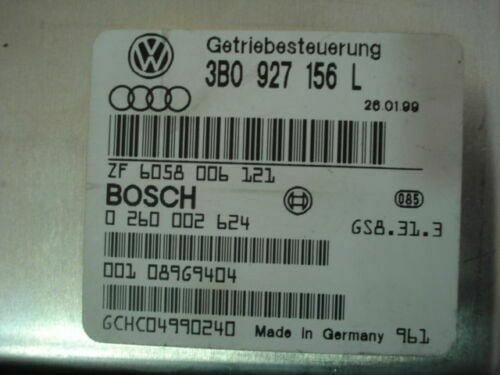 Getriebesteuerung
3B0 927 156 L
26.01.99
ZF 6058 006 121
BOSCH
085
0 260 002 624
GS8.31.3
001 08969404
GCHC04990240 Made in Germany 961